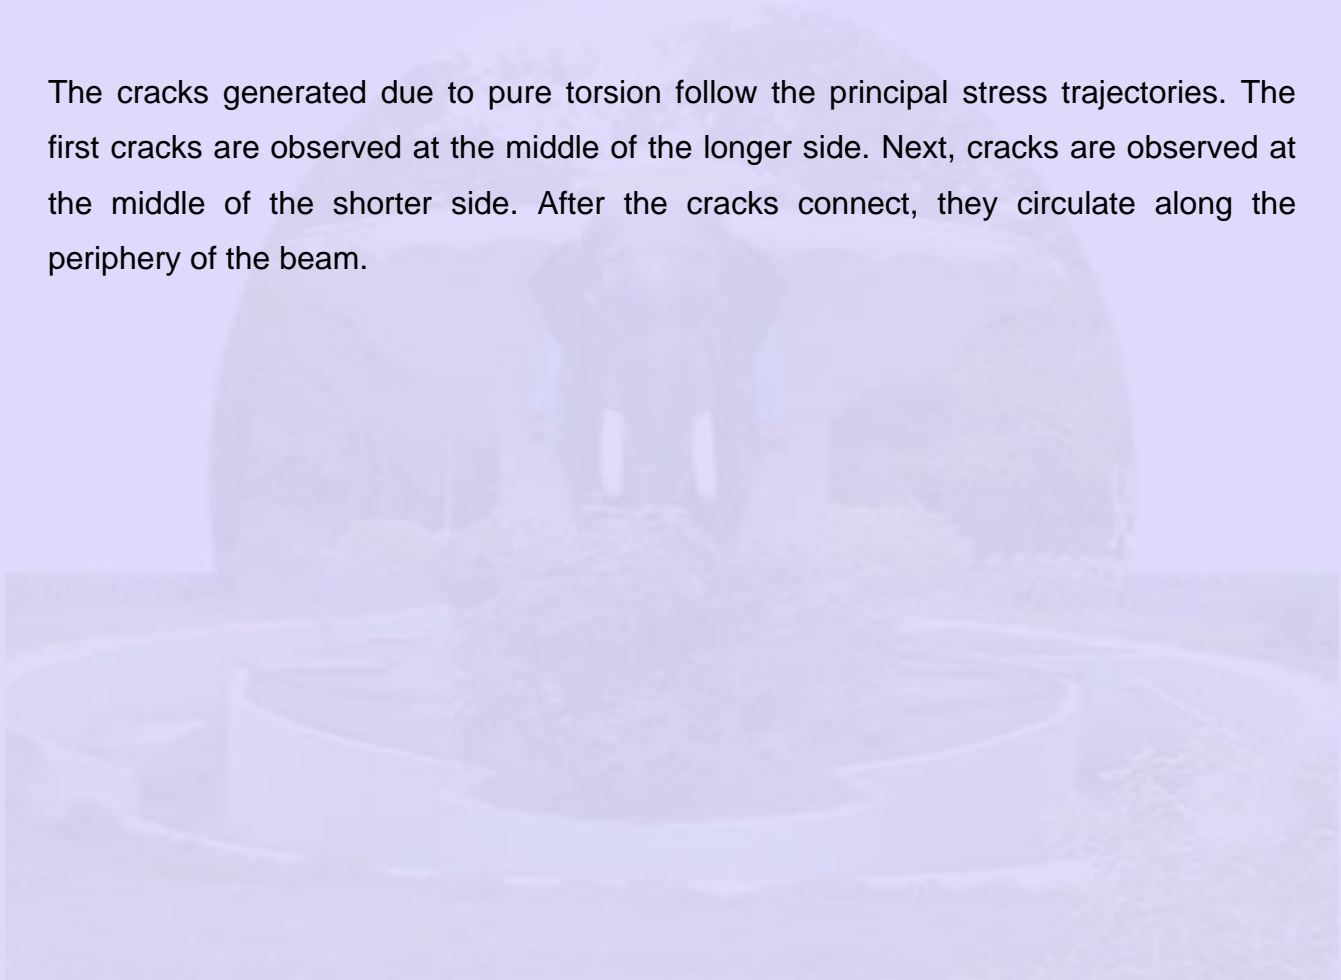 The cracks generated due to pure torsion follow the principal stress trajectories. The
first cracks are observed at the middle of the longer side. Next, cracks are observed at
the middle of the shorter side. After the cracks connect, they circulate along the
periphery of the beam.